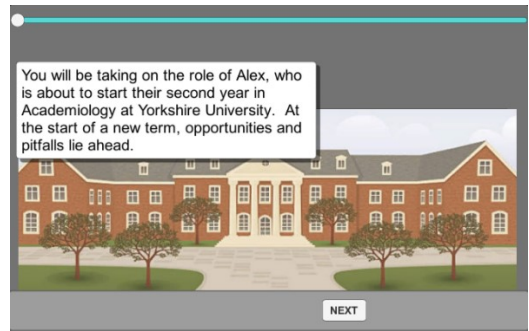 You will be taking on the role of Alex, who
is about to start their second year in
Academiology at Yorkshire University.  At
the start of a new term, opportunities and
pitfalls lie ahead.
NEXT